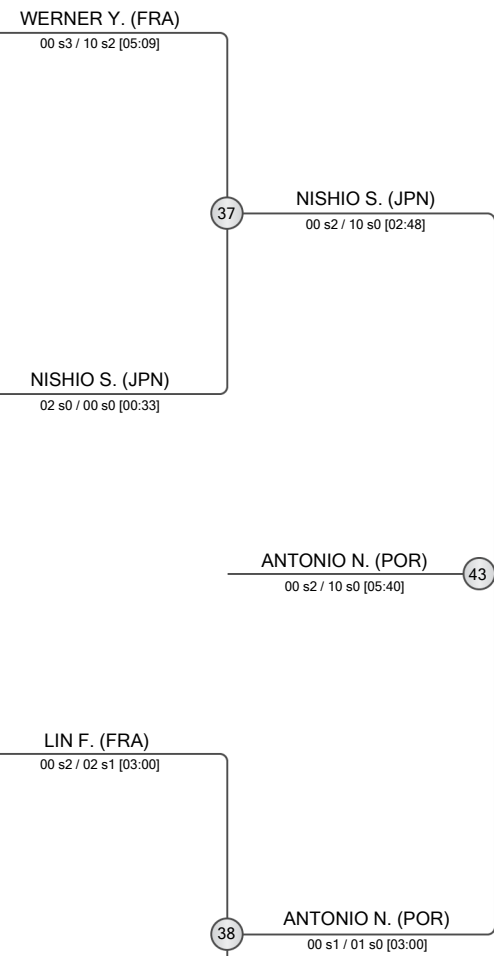 WERNER Y. (FRA)
00 s3 / 10 s2 [05:09]
37
NISHIO S. (JPN)
00 s2 / 10 s0 [02:48]
NISHIO S. (JPN)
02 s0 / 00 s0 [00:33]
ANTONIO N. (POR)
00 s2 / 10 s0 [05:40]
43
LIN F. (FRA)
00 s2 / 02 s1 [03:00]
38
ANTONIO N. (POR)
00 s1 / 01 s0 [03:00]